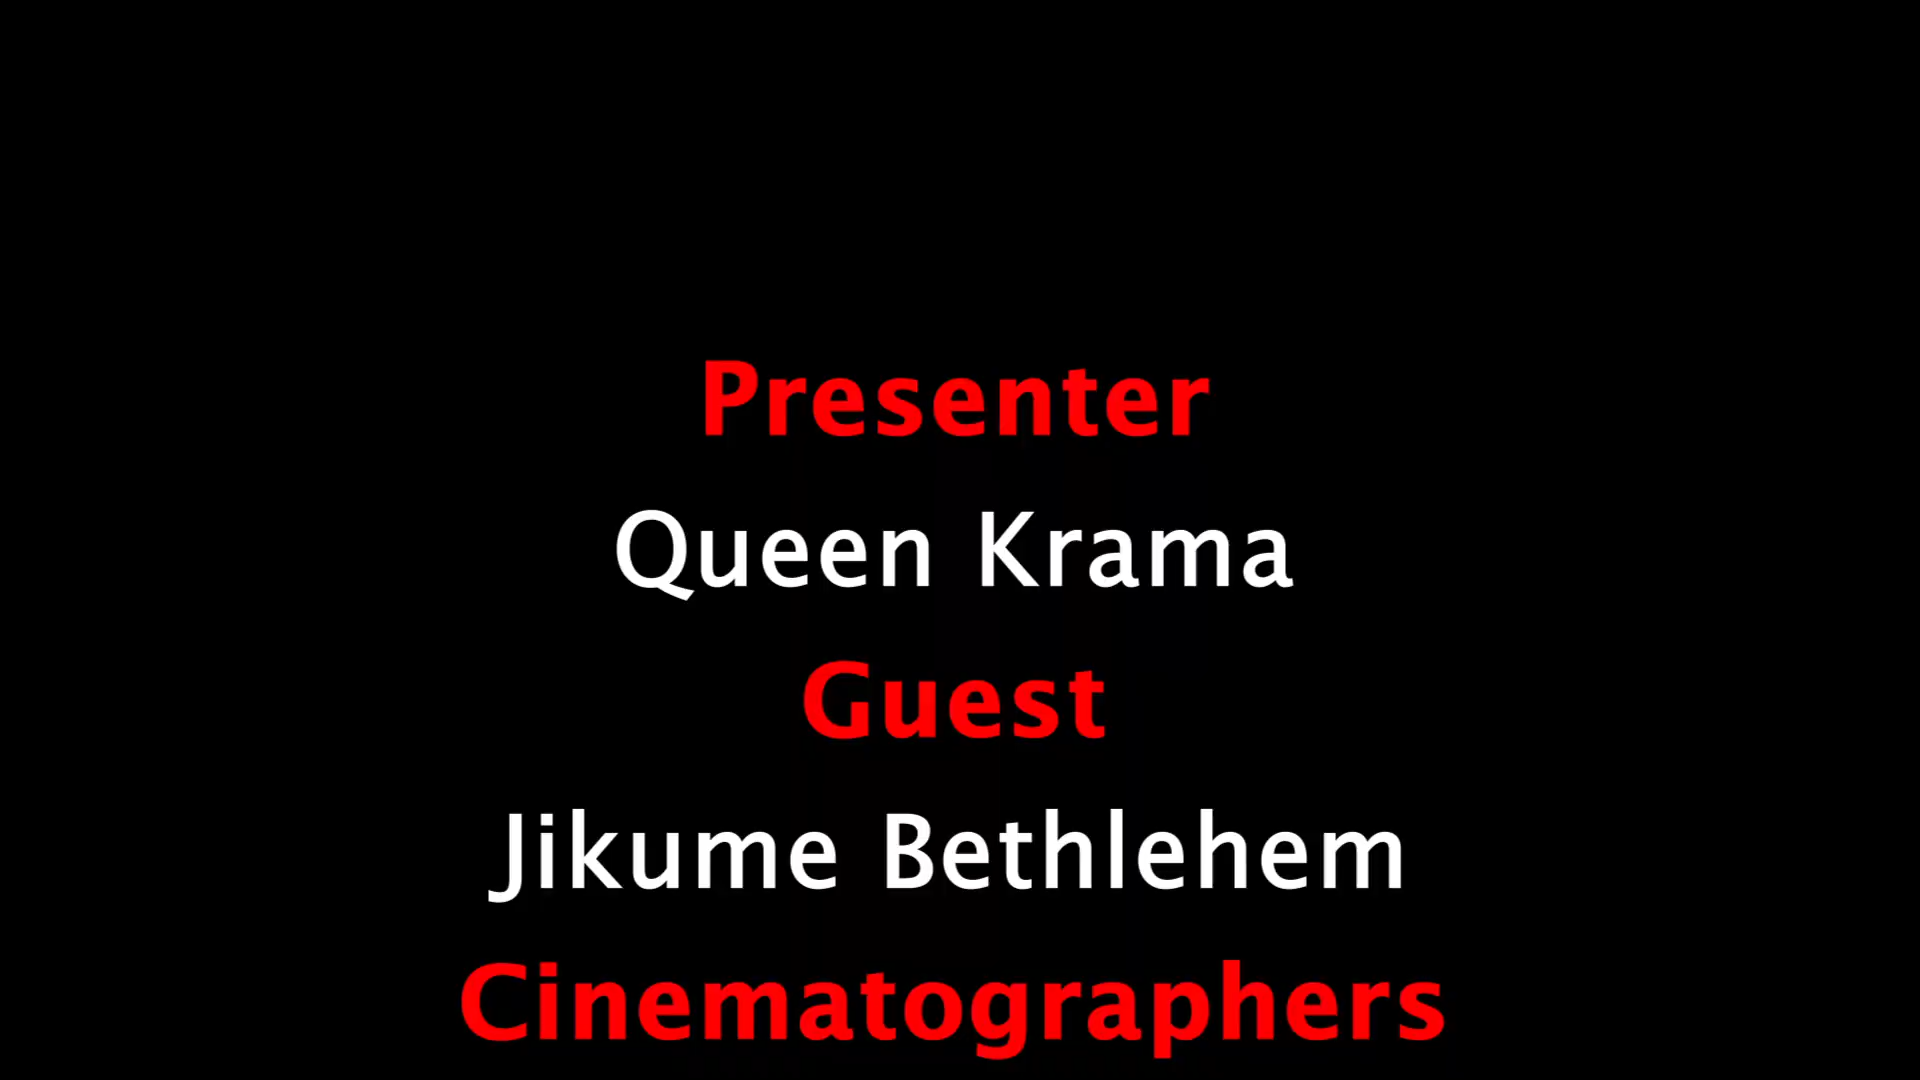 Presenter
Queen Krama
Guest
Jikume Bethlehem
Cinematographers